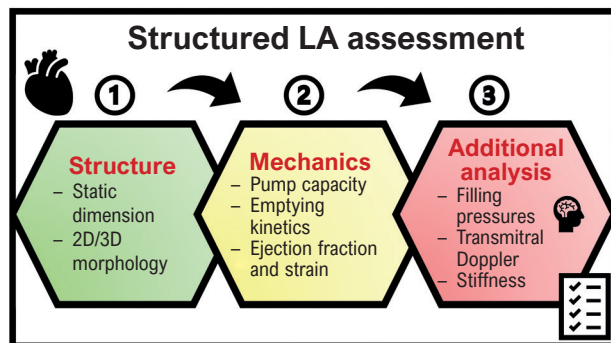 Structured LA assessment
1
2
3
Structure
– Static
dimension
– 2D/3D
morphology
Mechanics
– Pump capacity
– Emptying
kinetics
– Ejection fraction
and strain
Additional
analysis
– Filling
pressures
– Transmitral
Doppler
– Stiffness